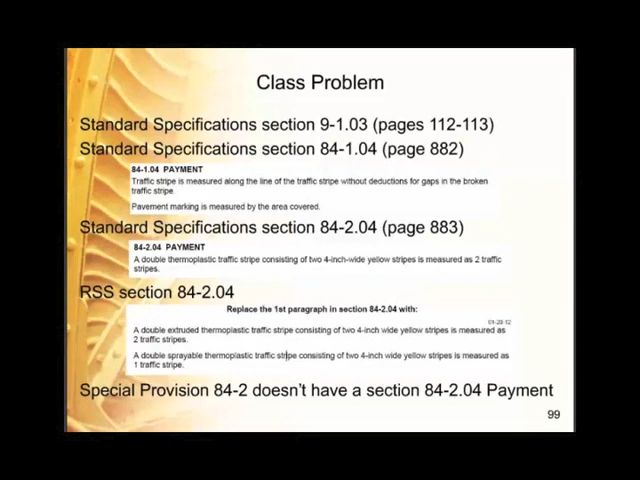 Class Problem
Standard Specifications section 9-1.03 (pages 112-113)
Standard Specifications section 84-1.04 (page 882)
84-1.04 PAYMENT
Traffic stripe is measured along the line of the traffic stripe without deductions for gaps in the broken
traffic stripe.
Pavement marking is measured by the area covered.
Standard Specifications section 84-2.04 (page 883)
84-2.04 PAYMENT
A double thermoplastic traffic stripe consisting of two 4-inch-wide yellow stripes is measured as 2 traffic
stripes.
RSS section 84-2.04
Replace the 1st paragraph in section 84-2.04 with:
01-20-12
A double extruded thermoplastic traffic stripe consisting of two 4-inch wide yellow stripes is measured as
2 traffic stripes.
A double sprayable thermoplastic traffic stripe consisting of two 4-inch wide yellow stripes is measured as
1 traffic stripe.
Special Provision 84-2 doesn't have a section 84-2.04 Payment
99